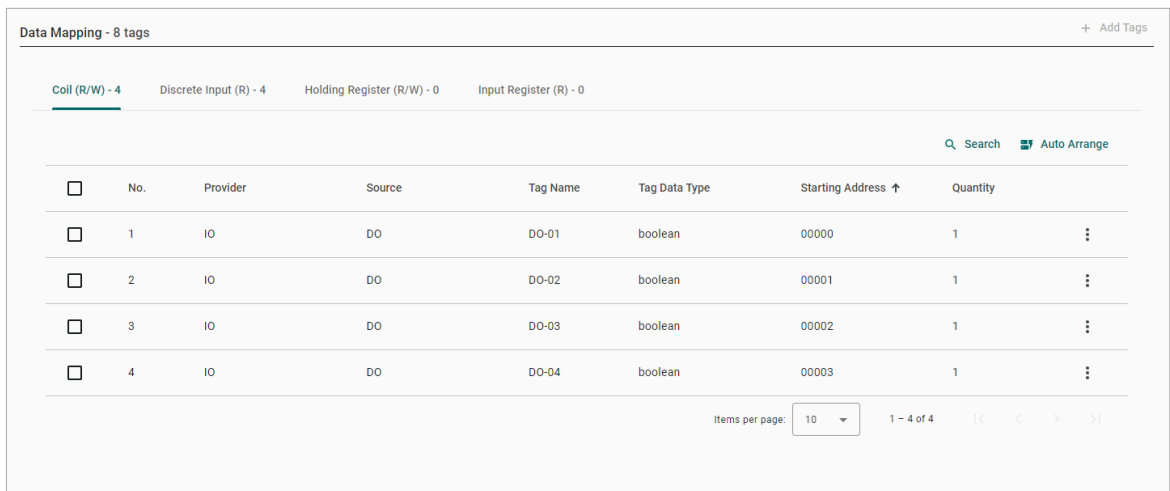 Data Mapping - 8 tags
+ Add Tags
Coil (R/W) - 4 Discrete Input (R) - 4 Holding Register (R/W) - 0 Input Register (R) - 0
Search Auto Arrange
No. Provider Source Tag Name Tag Data Type Starting Address ↑ Quantity
1 IO DO DO-01 boolean 00000 1
2 IO DO DO-02 boolean 00001 1
3 IO DO DO-03 boolean 00002 1
4 IO DO DO-04 boolean 00003 1
Items per page: 10 1 – 4 of 4